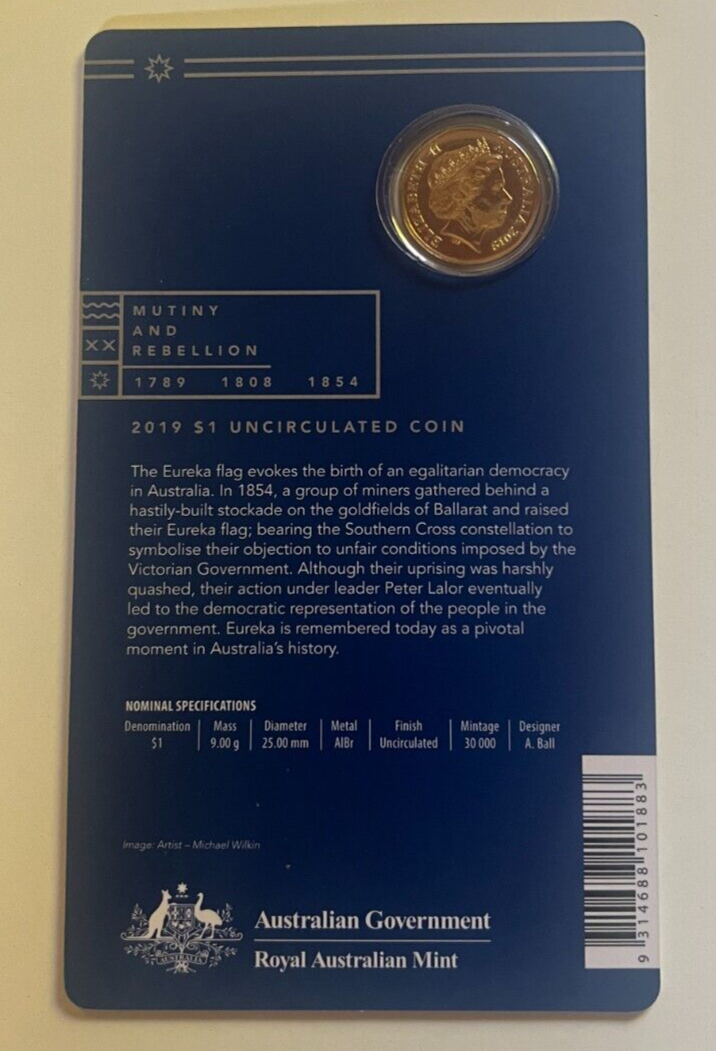 ELIZABETH II AUSTRALIA 2019
MUTINY
AND
REBELLION
1789 1808 1854
2019 $1 UNCIRCULATED COIN
The Eureka flag evokes the birth of an egalitarian democracy
in Australia. In 1854, a group of miners gathered behind a
hastily-built stockade on the goldfields of Ballarat and raised
their Eureka flag; bearing the Southern Cross constellation to
symbolise their objection to unfair conditions imposed by the
Victorian Government. Although their uprising was harshly
quashed, their action under leader Peter Lalor eventually
led to the democratic representation of the people in the
government. Eureka is remembered today as a pivotal
moment in Australia's history.
NOMINAL SPECIFICATIONS
Denomination Mass Diameter Metal Finish Mintage Designer
$1 9.00 g 25.00 mm AlBr Uncirculated 30 000 A. Ball
Image: Artist – Michael Wilkin
AUSTRALIA
Australian Government
Royal Australian Mint
9 314688 101883